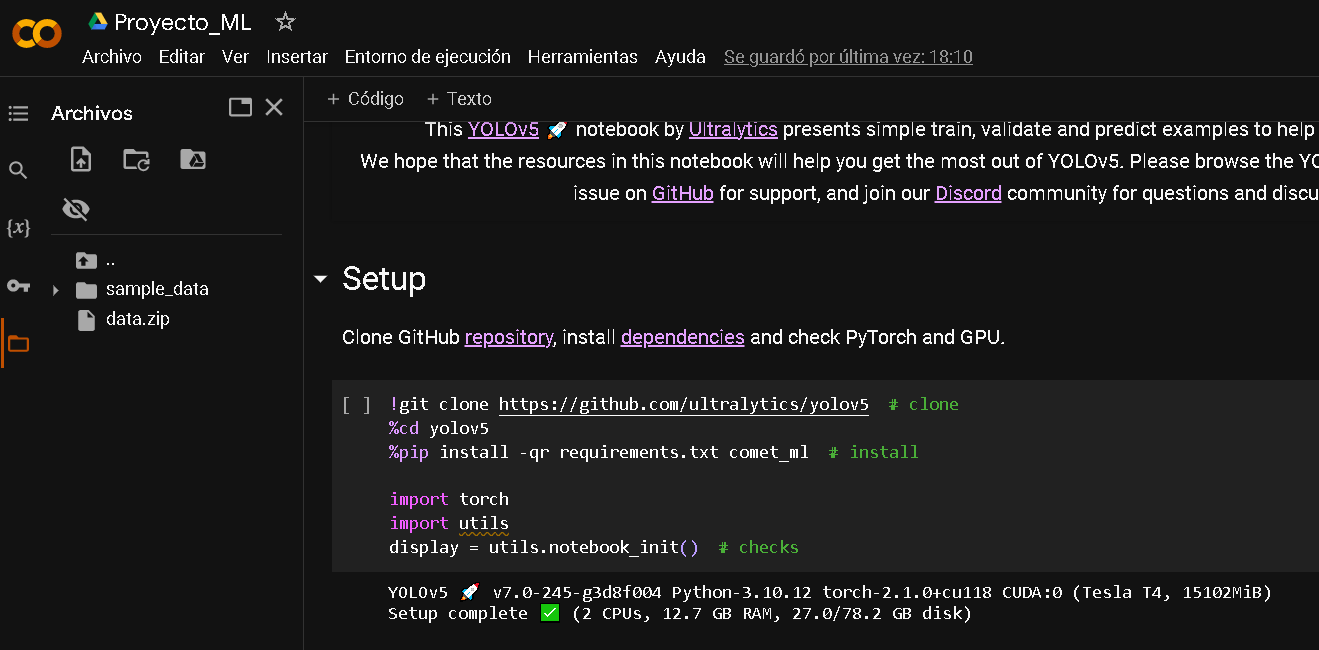 Proyecto_ML
Archivo Editar Ver Insertar Entorno de ejecución Herramientas Ayuda Se guardó por última vez: 18:10
Archivos
+ Código + Texto
This YOLOv5 🚀 notebook by Ultralytics presents simple train, validate and predict examples to help
We hope that the resources in this notebook will help you get the most out of YOLOv5. Please browse the YO
issue on GitHub for support, and join our Discord community for questions and discu
{x}
..
sample_data
data.zip
Setup
Clone GitHub repository, install dependencies and check PyTorch and GPU.
[ ] !git clone https://github.com/ultralytics/yolov5 # clone
%cd yolov5
%pip install -qr requirements.txt comet_ml # install
import torch
import utils
display = utils.notebook_init() # checks
YOLOv5 🚀 v7.0-245-g3d8f004 Python-3.10.12 torch-2.1.0+cu118 CUDA:0 (Tesla T4, 15102MiB)
Setup complete ✅ (2 CPUs, 12.7 GB RAM, 27.0/78.2 GB disk)